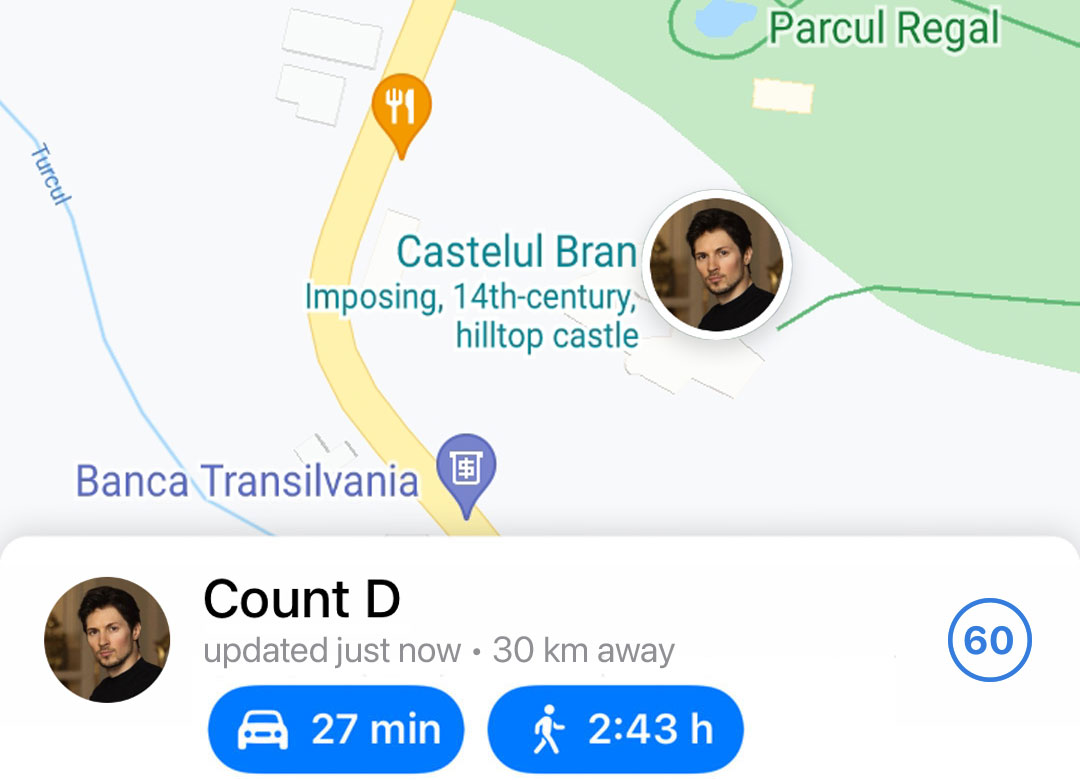 Parcul Regal
Turcul
Castelul Bran
Imposing, 14th-century,
hilltop castle
Banca Transilvania
Count D
updated just now • 30 km away
60
27 min
2:43 h